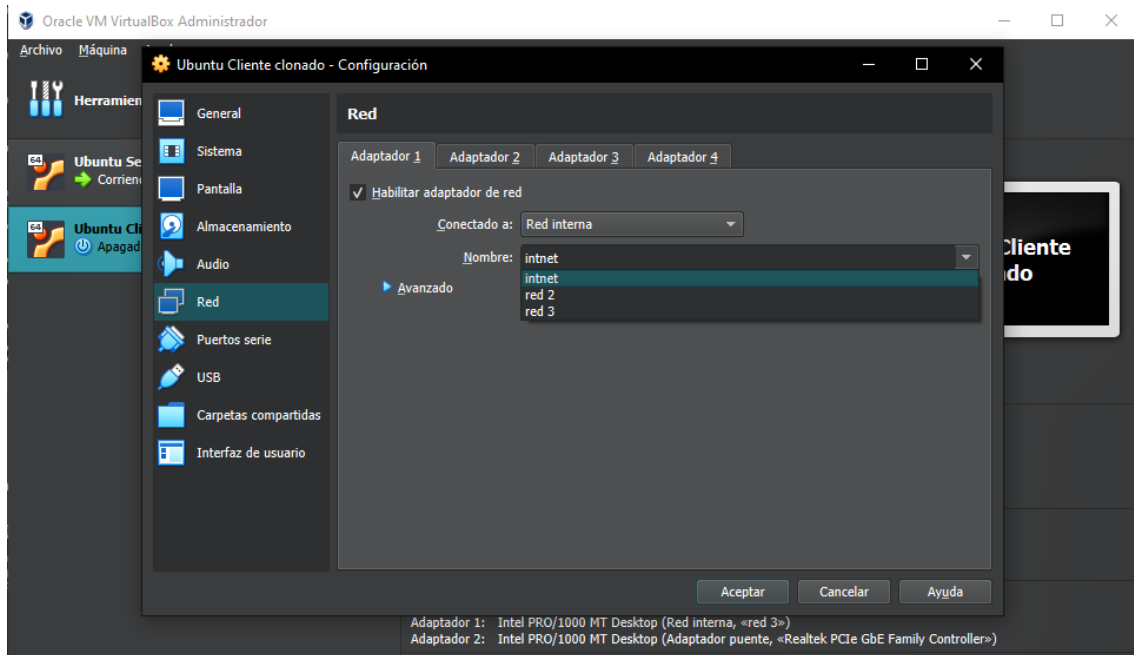 Oracle VM VirtualBox Administrador
Archivo Máquina
Ubuntu Cliente clonado - Configuración
Herramien
64
Ubuntu Se
Corrien
64
Ubuntu Cli
Apagad
General
Sistema
Pantalla
Almacenamiento
Audio
Red
Puertos serie
USB
Carpetas compartidas
Interfaz de usuario
Red
Adaptador 1 Adaptador 2 Adaptador 3 Adaptador 4
Habilitar adaptador de red
Conectado a: Red interna
Nombre: intnet
intnet
red 2
red 3
Avanzado
Aceptar Cancelar Ayuda
Cliente
do
Adaptador 1: Intel PRO/1000 MT Desktop (Red interna, «red 3»)
Adaptador 2: Intel PRO/1000 MT Desktop (Adaptador puente, «Realtek PCIe GbE Family Controller»)